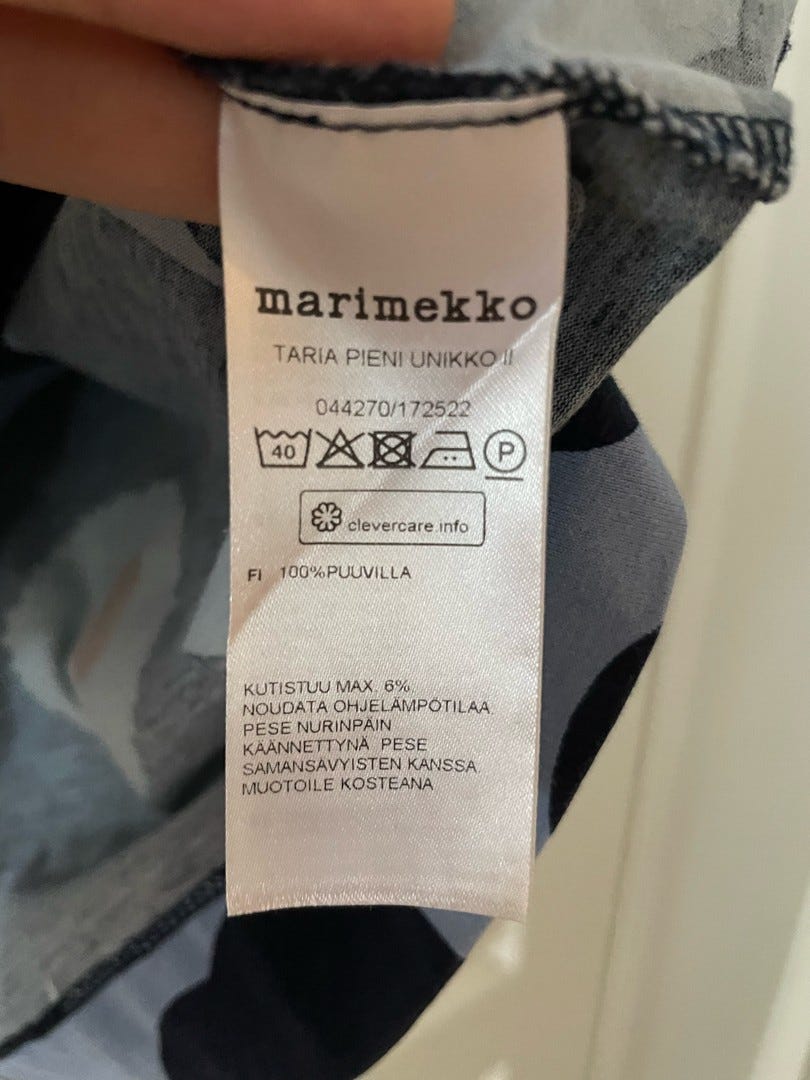 marimekko
TARIA PIENI UNIKKO II
044270/172522
40 P
clevercare.info
FI 100%PUUVILLA
KUTISTUU MAX. 6%
NOUDATA OHJELÄMPÖTILAA
PESE NURINPÄIN
KÄÄNNETTYNÄ PESE
SAMANSÄVYISTEN KANSSA
MUOTOILE KOSTEANA